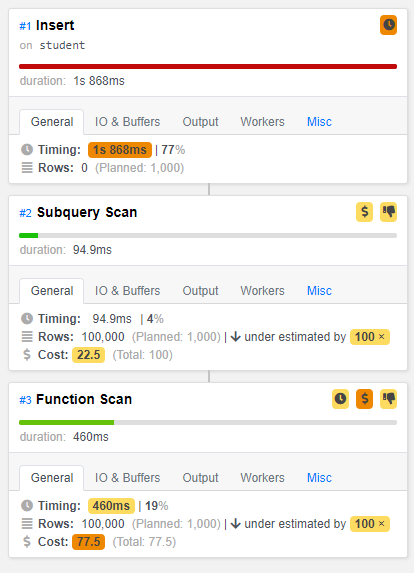 #1 Insert
on student
duration: 1s 868ms
General IO & Buffers Output Workers Misc
Timing: 1s 868ms | 77%
Rows: 0 (Planned: 1,000)
#2 Subquery Scan
$
duration: 94.9ms
General IO & Buffers Output Workers Misc
Timing: 94.9ms | 4%
Rows: 100,000 (Planned: 1,000) | under estimated by 100 ×
$ Cost: 22.5 (Total: 100)
#3 Function Scan
$
duration: 460ms
General IO & Buffers Output Workers Misc
Timing: 460ms | 19%
Rows: 100,000 (Planned: 1,000) | under estimated by 100 ×
$ Cost: 77.5 (Total: 77.5)